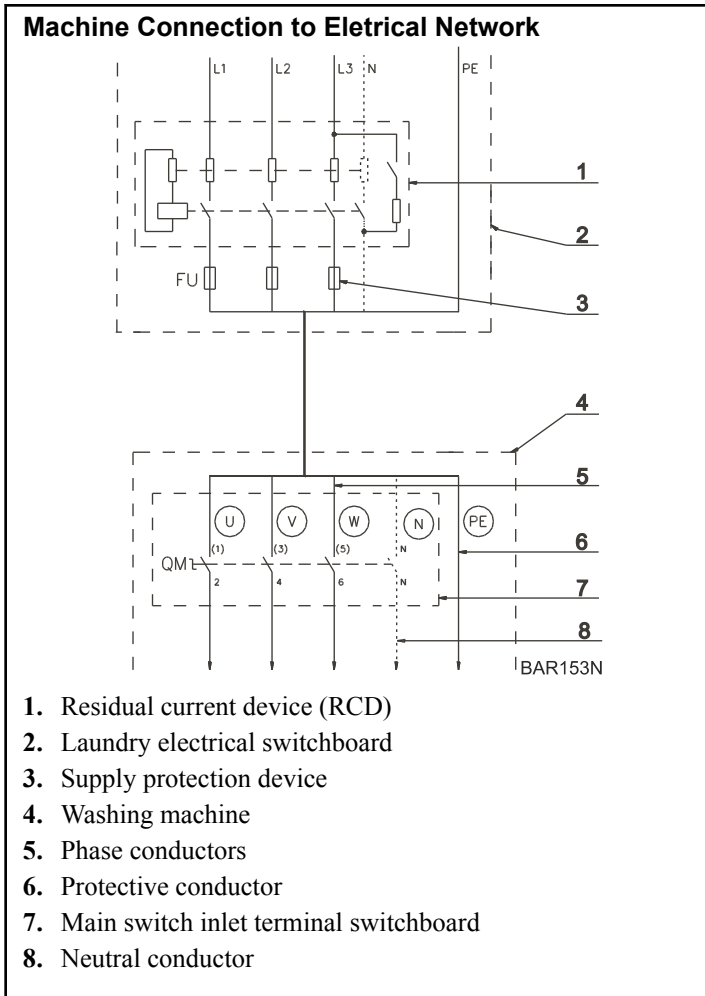 Machine Connection to Eletrical Network
L1 L2 L3 N PE
1
2
FU
3
4
5
U V W N PE
(1) (3) (5) N
6
QM
2 4 6 N
7
8
BAR153N
1. Residual current device (RCD)
2. Laundry electrical switchboard
3. Supply protection device
4. Washing machine
5. Phase conductors
6. Protective conductor
7. Main switch inlet terminal switchboard
8. Neutral conductor